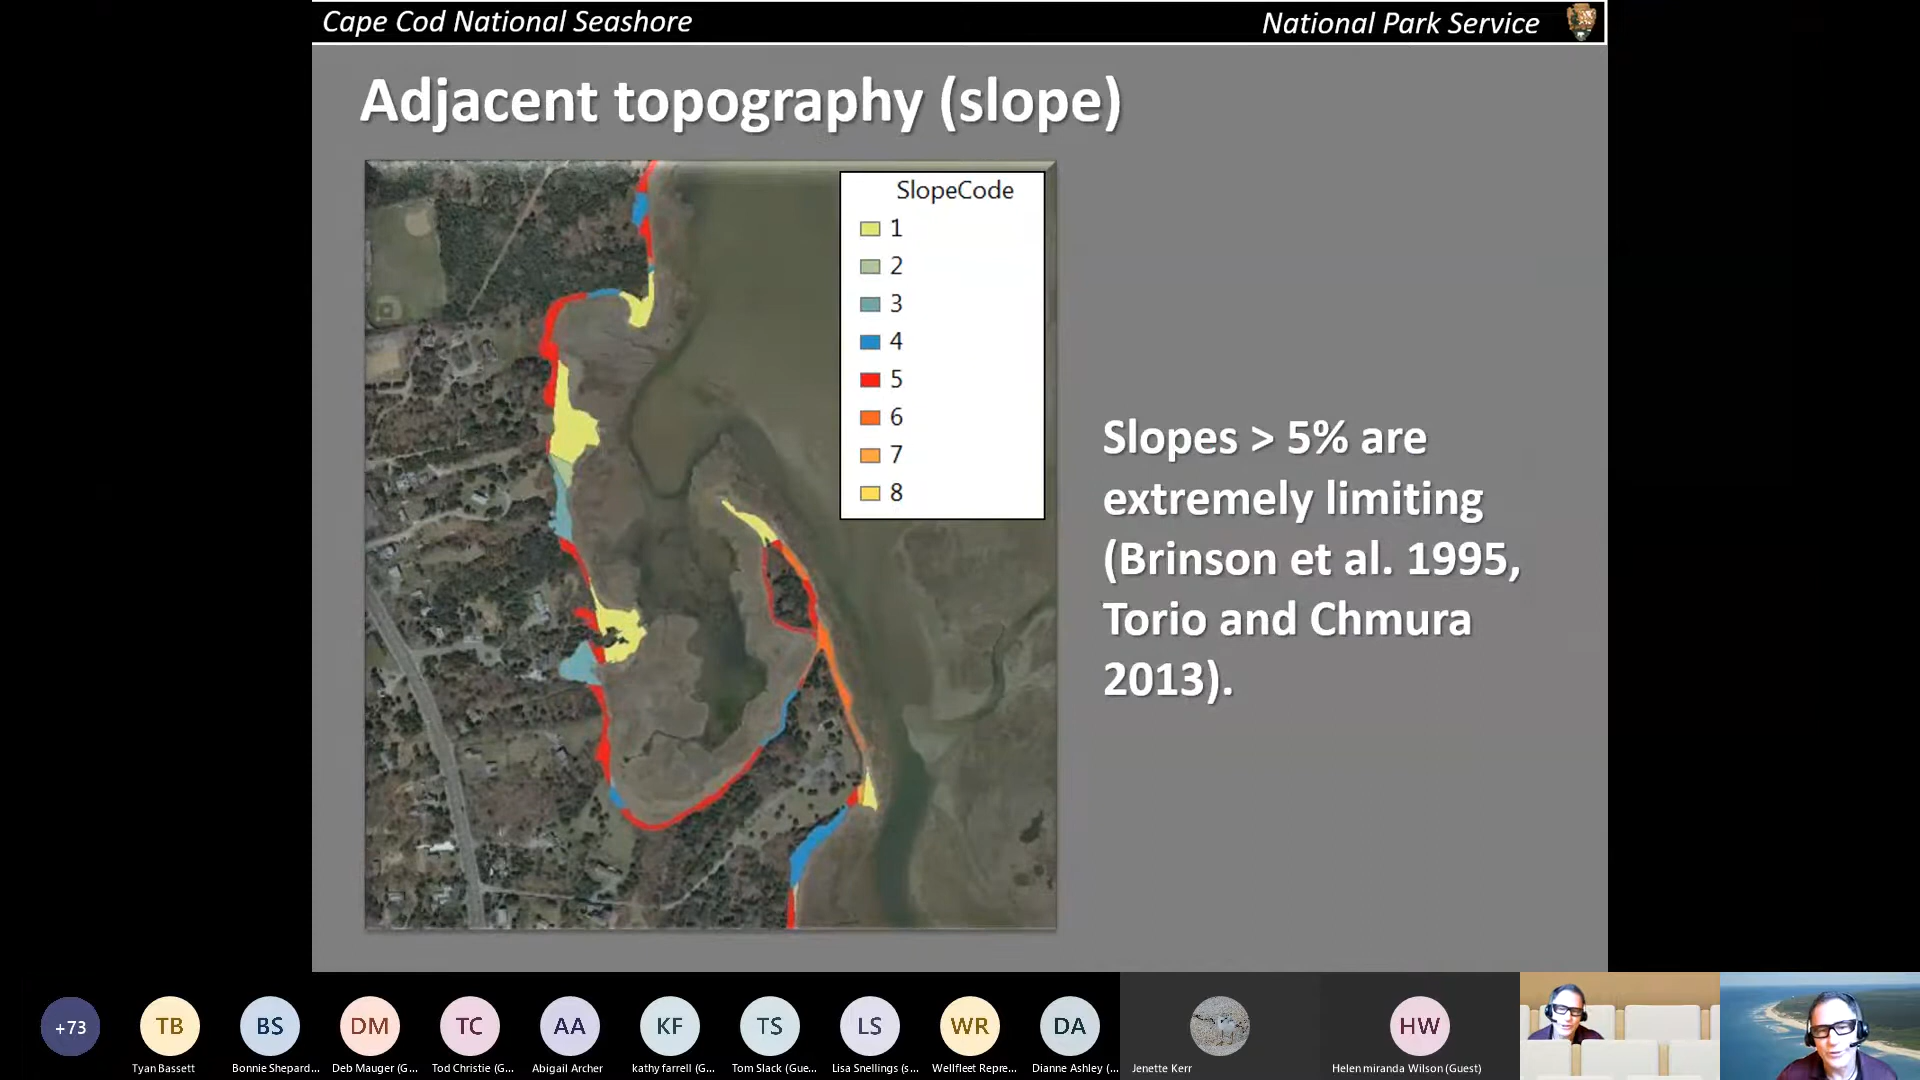 Cape Cod National Seashore
National Park Service
Adjacent topography (slope)
SlopeCode
1
2
3
4
5
6
7
8
Slopes > 5% are
extremely limiting
(Brinson et al. 1995,
Torio and Chmura
2013).
+73
TB
BS
DM
TC
AA
KF
TS
LS
WR
DA
HW
Tyan Bassett
Bonnie Shepard...
Deb Mauger (G...
Tod Christie (G...
Abigail Archer
kathy farrell (G...
Tom Slack (Gue...
Lisa Snellings (s...
Wellfleet Repre...
Dianne Ashley (...
Jenette Kerr
Helen miranda Wilson (Guest)